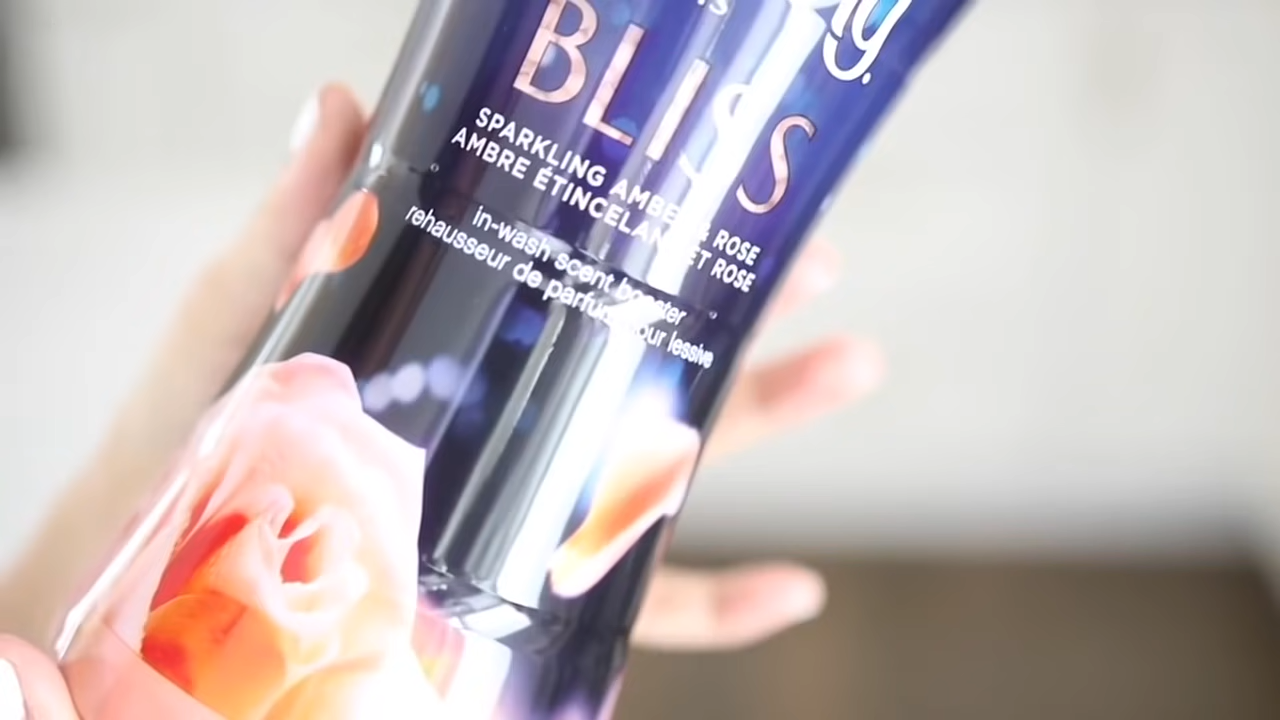 BLISS
SPARKLING AMBER & ROSE
AMBRE ÉTINCELANT ET ROSE
in-wash scent booster
rehausseur de parfum pour lessive